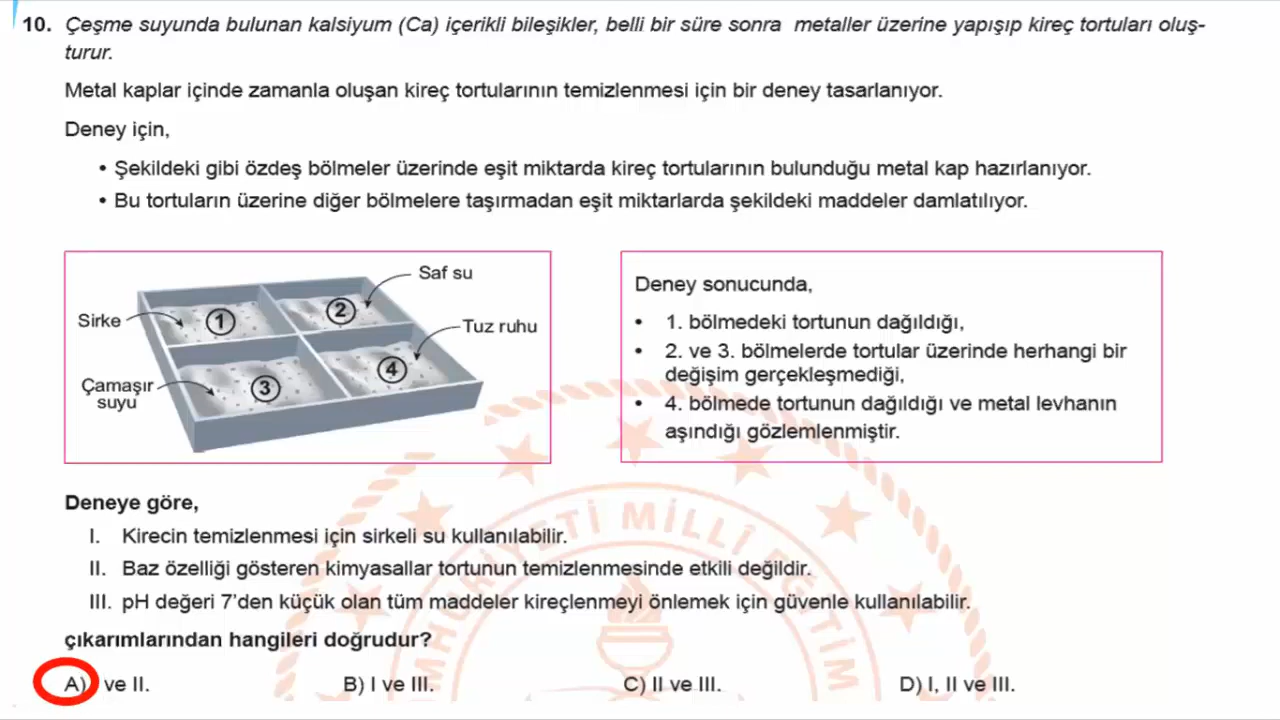 10. Çeşme suyunda bulunan kalsiyum (Ca) içerikli bileşikler, belli bir süre sonra metaller üzerine yapışıp kireç tortuları oluş-
turur.
Metal kaplar içinde zamanla oluşan kireç tortularının temizlenmesi için bir deney tasarlanıyor.
Deney için,
• Şekildeki gibi özdeş bölmeler üzerinde eşit miktarda kireç tortularının bulunduğu metal kap hazırlanıyor.
• Bu tortuların üzerine diğer bölmelere taşırmadan eşit miktarlarda şekildeki maddeler damlatılıyor.
Saf su
Sirke
1
2
Tuz ruhu
Çamaşır
suyu
3
4
Deney sonucunda,
• 1. bölmedeki tortunun dağıldığı,
• 2. ve 3. bölmelerde tortular üzerinde herhangi bir
değişim gerçekleşmediği,
• 4. bölmede tortunun dağıldığı ve metal levhanın
aşındığı gözlemlenmiştir.
Deneye göre,
I. Kirecin temizlenmesi için sirkeli su kullanılabilir.
II. Baz özelliği gösteren kimyasallar tortunun temizlenmesinde etkili değildir.
III. pH değeri 7'den küçük olan tüm maddeler kireçlenmeyi önlemek için güvenle kullanılabilir.
çıkarımlarından hangileri doğrudur?
A) ve II. B) I ve III. C) II ve III. D) I, II ve III.
MHURİYETİ MİLLÎ EĞİTİM